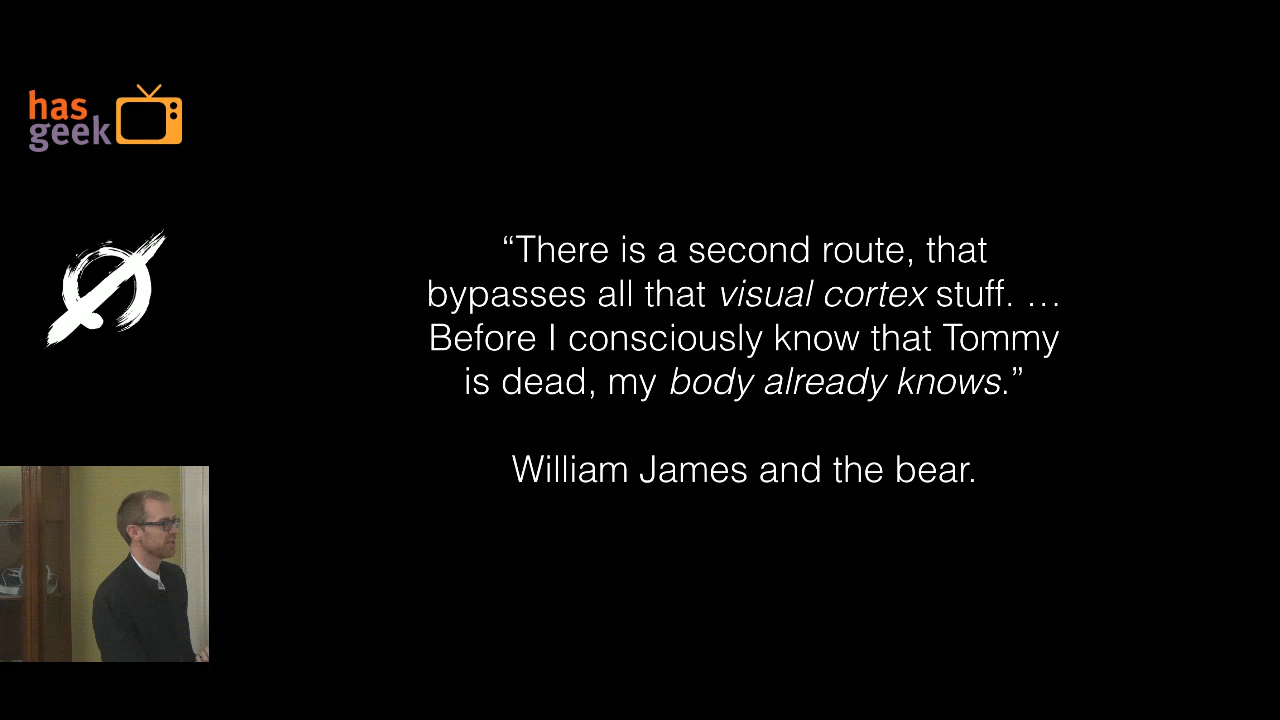 has
geek
“There is a second route, that
bypasses all that visual cortex stuff. …
Before I consciously know that Tommy
is dead, my body already knows.”
William James and the bear.